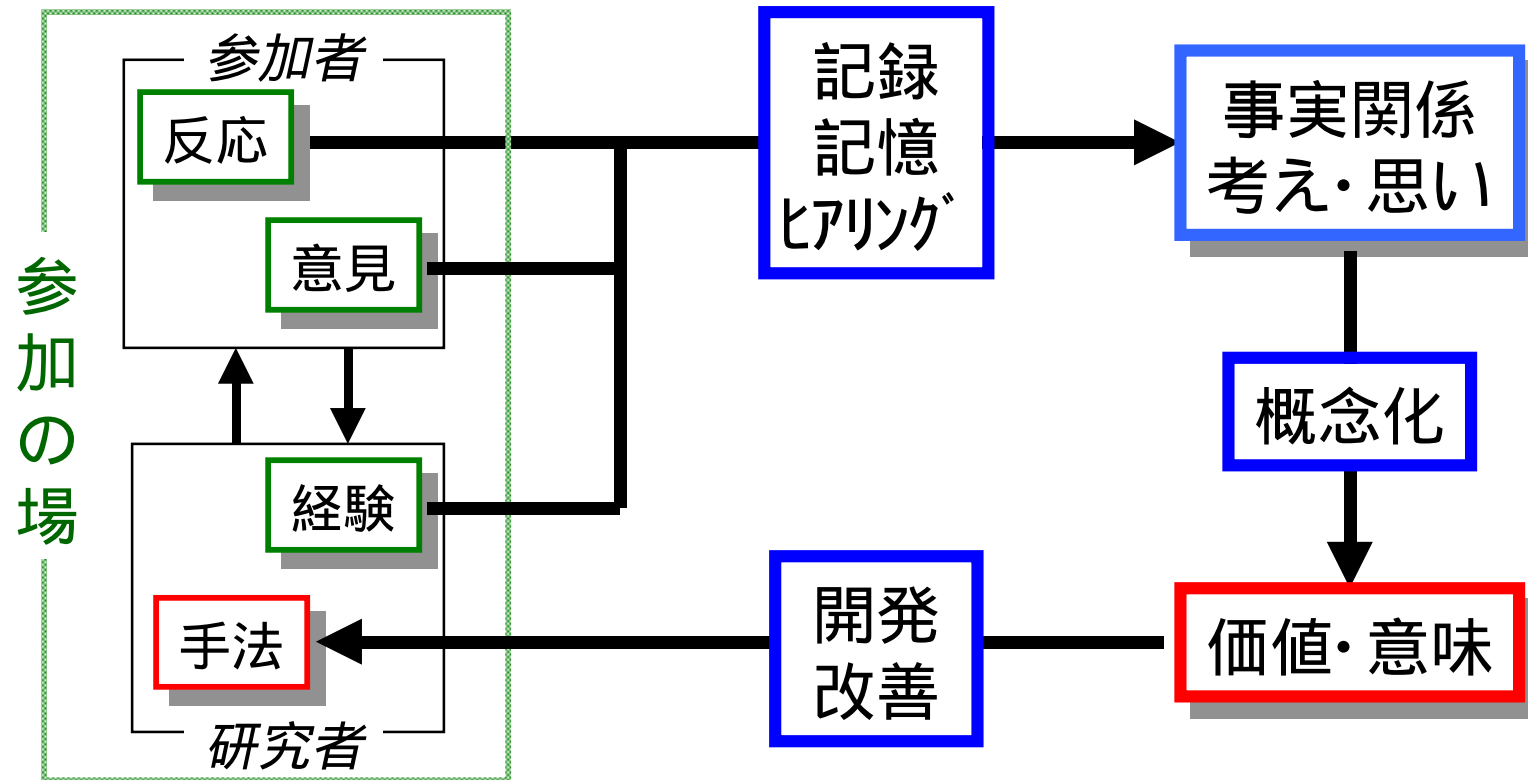 参加の場
参加者
反応
意見
経験
手法
研究者
記録
記憶
ﾋｱﾘﾝｸﾞ
事実関係
考え・思い
概念化
価値・意味
開発
改善